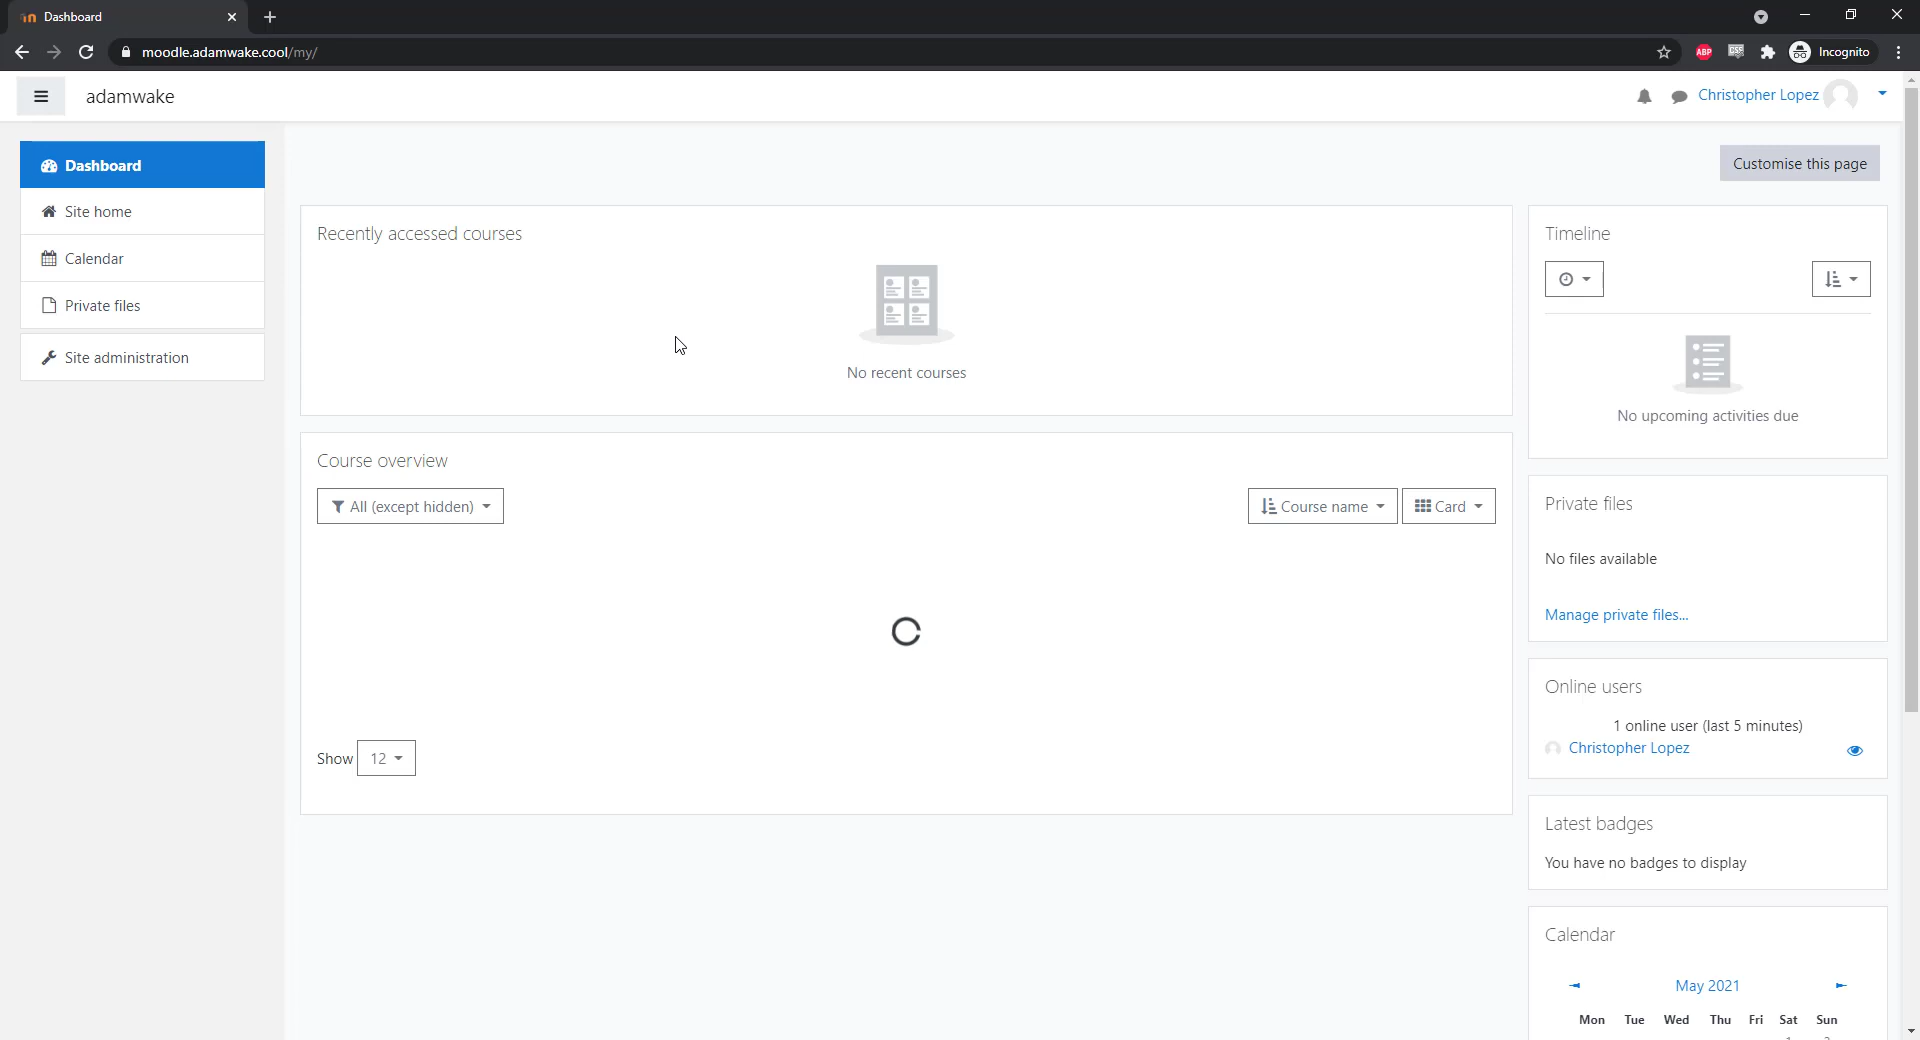 Dashboard
moodle.adamwake.cool/my/
ABP
Incognito
adamwake
Christopher Lopez
Dashboard
Site home
Calendar
Private files
Site administration
Customise this page
Recently accessed courses
No recent courses
Course overview
All (except hidden)
Course name
Card
Show 12
Timeline
No upcoming activities due
Private files
No files available
Manage private files...
Online users
1 online user (last 5 minutes)
Christopher Lopez
Latest badges
You have no badges to display
Calendar
◄ May 2021 ►
Mon Tue Wed Thu Fri Sat Sun